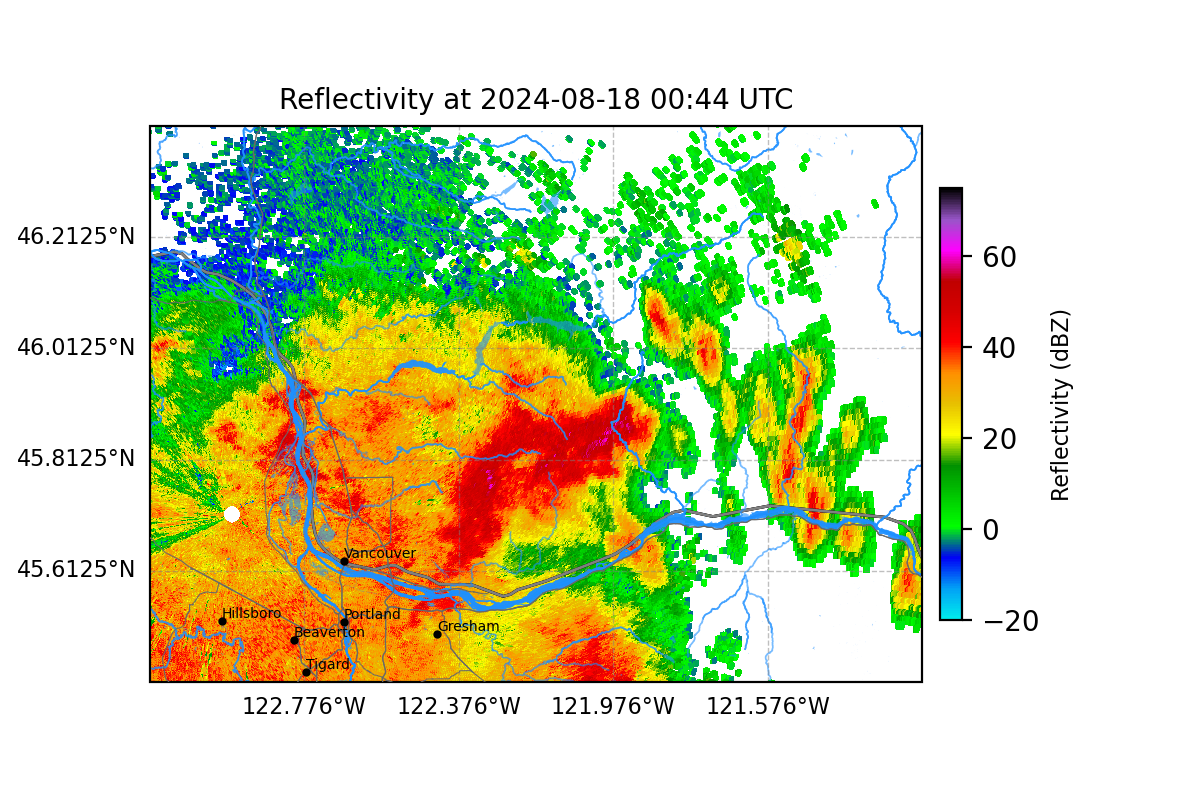 Reflectivity at 2024-08-18 00:44 UTC
46.2125°N
46.0125°N
45.8125°N
45.6125°N
122.776°W
122.376°W
121.976°W
121.576°W
Vancouver
Hillsboro
Portland
Beaverton
Gresham
Tigard
60
40
20
0
−20
Reflectivity (dBZ)